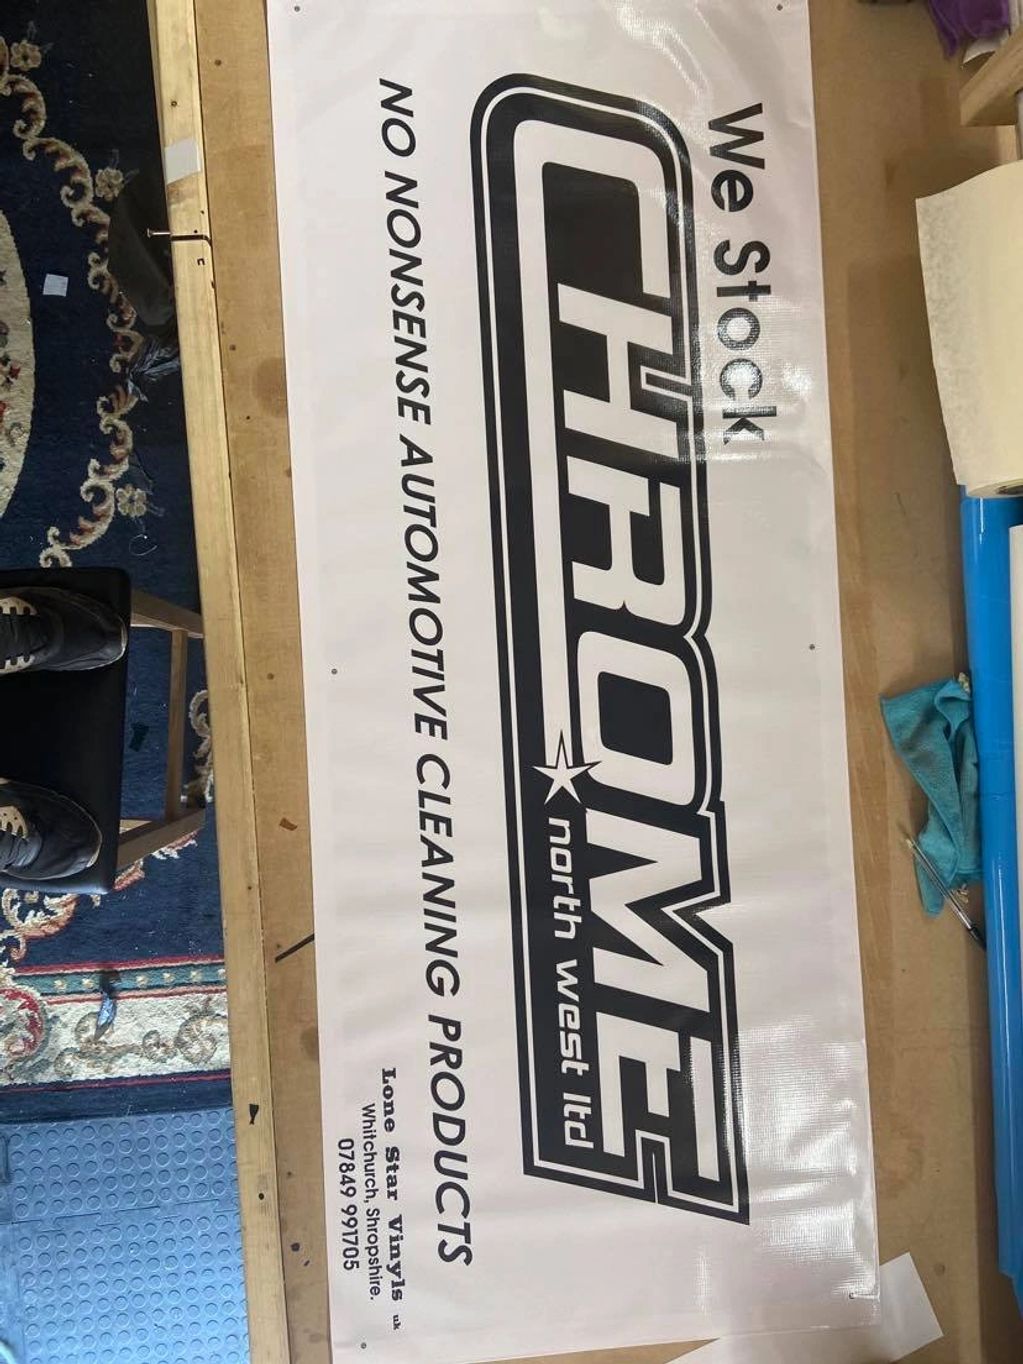 We Stock
CHROME
north west ltd
NO NONSENSE AUTOMOTIVE CLEANING PRODUCTS
Lone Star Vinyls uk
Whitchurch, Shropshire.
07849 991705